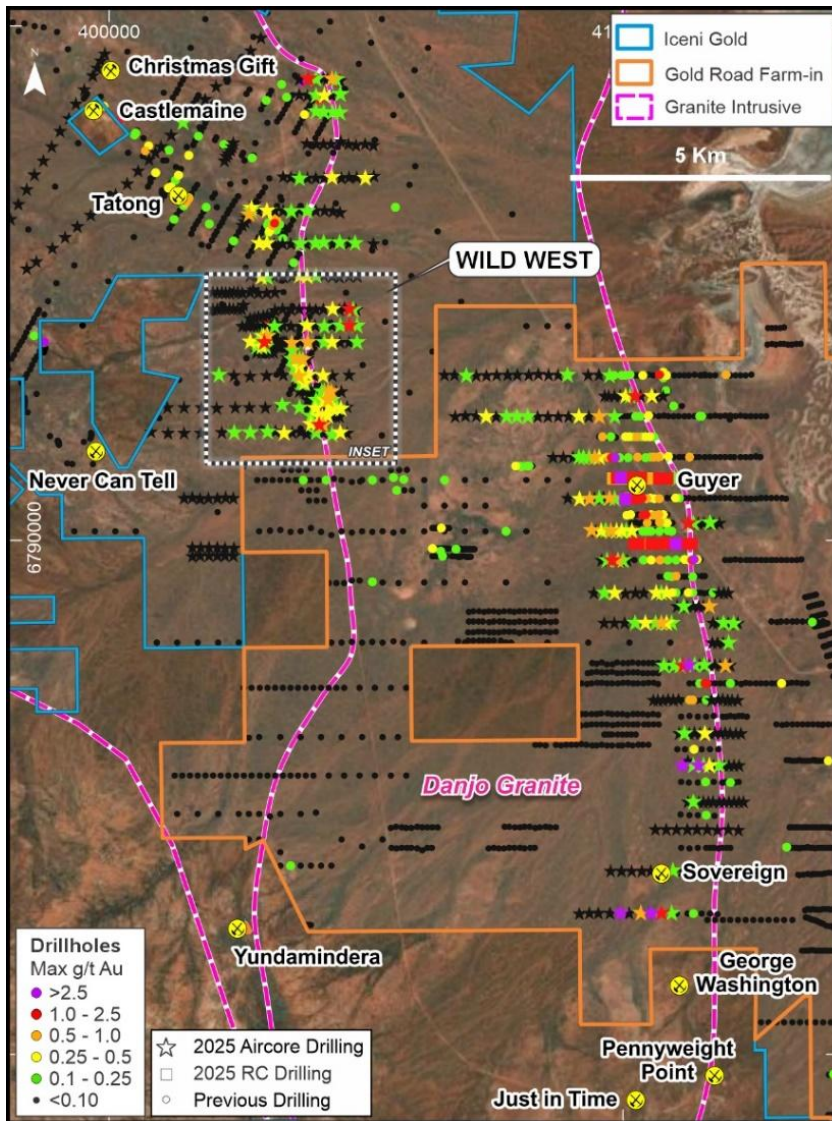 400000
41
N
Christmas Gift
Castlemaine
Tatong
Iceni Gold
Gold Road Farm-in
Granite Intrusive
5 Km
WILD WEST
INSET
Never Can Tell
Guyer
6790000
Danjo Granite
Sovereign
Yundamindera
George
Washington
Pennyweight
Point
Just in Time
Drillholes
Max g/t Au
>2.5
1.0 - 2.5
0.5 - 1.0
0.25 - 0.5
0.1 - 0.25
<0.10
2025 Aircore Drilling
2025 RC Drilling
Previous Drilling